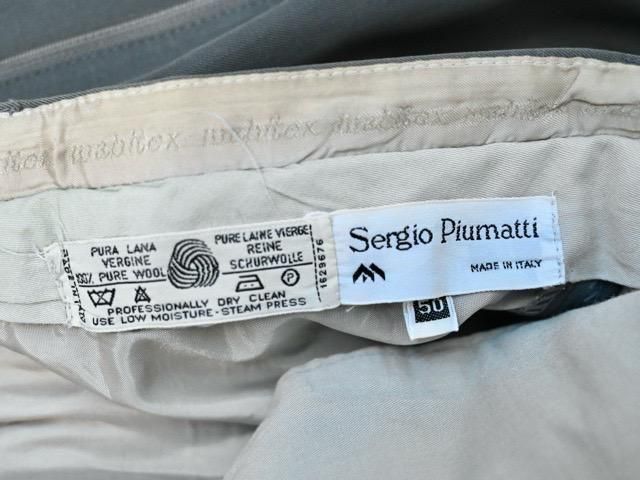 mabitex mabitex mabitex mabitex
PURA LANA
VERGINE
PURE LAINE VIERGE
REINE
SCHURWOLLE
PURE WOOL
P
PROFESSIONALLY DRY CLEAN
USE LOW MOISTURE - STEAM PRESS
1629676
Sergio Piumatti
MADE IN ITALY
50